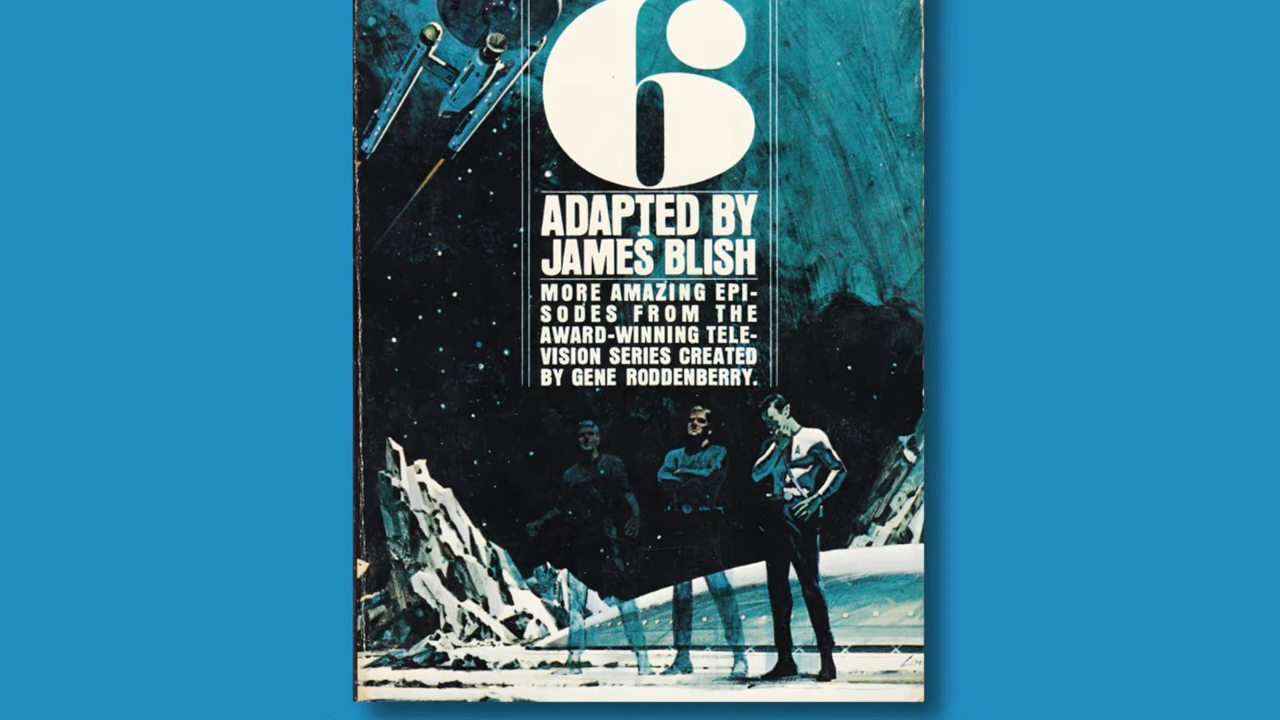 6
ADAPTED BY
JAMES BLISH
MORE AMAZING EPI-
SODES FROM THE
AWARD-WINNING TELE-
VISION SERIES CREATED
BY GENE RODDENBERRY.